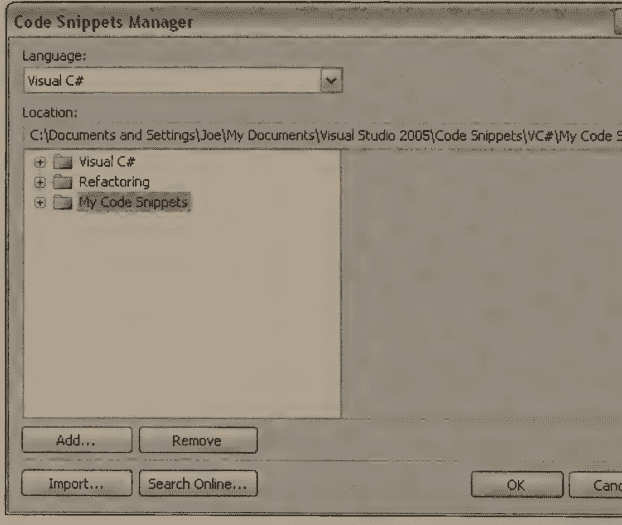 Code Snippets Manager
Language:
Visual C#
Location:
C:\Documents and Settings\Joe\My Documents\Visual Studio 2005\Code Snippets\VC#\My Code S
Visual C#
Refactoring
My Code Snippets
Add... Remove
Import... Search Online... OK Canc